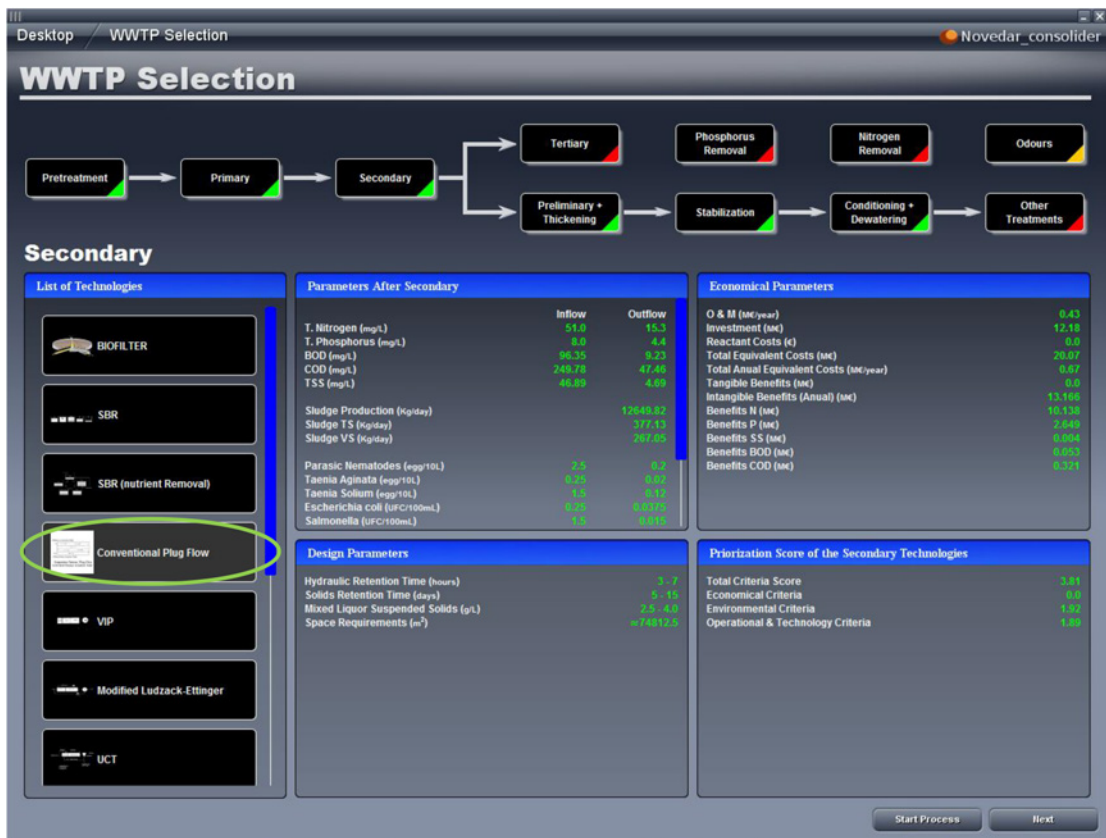 Desktop / WWTP Selection
Novedar_consolider
WWTP Selection
Pretreatment
Primary
Secondary
Tertiary
Phosphorus
Removal
Nitrogen
Removal
Odours
Preliminary +
Thickening
Stabilization
Conditioning +
Dewatering
Other
Treatments
Secondary
List of Technologies
BIOFILTER
SBR
SBR (nutrient Removal)
Conventional Plug Flow
VIP
Modified Ludzack-Ettinger
UCT
Parameters After Secondary
Inflow Outflow
T. Nitrogen (mg/L) 51.0 15.3
T. Phosphorus (mg/L) 8.0 4.4
BOD (mg/L) 96.35 9.23
COD (mg/L) 249.78 47.46
TSS (mg/L) 46.89 4.69
Sludge Production (Kg/day) 12649.82
Sludge TS (Kg/day) 377.13
Sludge VS (Kg/day) 267.05
Parasic Nematodes (egg/10L) 2.5 0.2
Taenia Aginata (egg/10L) 0.25 0.02
Taenia Solium (egg/10L) 1.5 0.12
Escherichia coli (UFC/100mL) 0.25 0.0375
Salmonella (UFC/100mL) 1.5 0.015
Economical Parameters
O & M (M€/year) 0.43
Investment (M€) 12.18
Reactant Costs (€) 0.0
Total Equivalent Costs (M€) 20.07
Total Anual Equivalent Costs (M€/year) 0.67
Tangible Benefits (M€) 0.0
Intangible Benefits (Anual) (M€) 13.166
Benefits N (M€) 10.138
Benefits P (M€) 2.649
Benefits SS (M€) 0.004
Benefits BOD (M€) 0.053
Benefits COD (M€) 0.321
Design Parameters
Hydraulic Retention Time (hours) 3 - 7
Solids Retention Time (days) 5 - 15
Mixed Liquor Suspended Solids (g/L) 2.5 - 4.0
Space Requirements (m²) =74812.5
Priorization Score of the Secondary Technologies
Total Criteria Score 3.81
Economical Criteria 0.0
Environmental Criteria 1.92
Operational & Technology Criteria 1.89
Start Process
Next